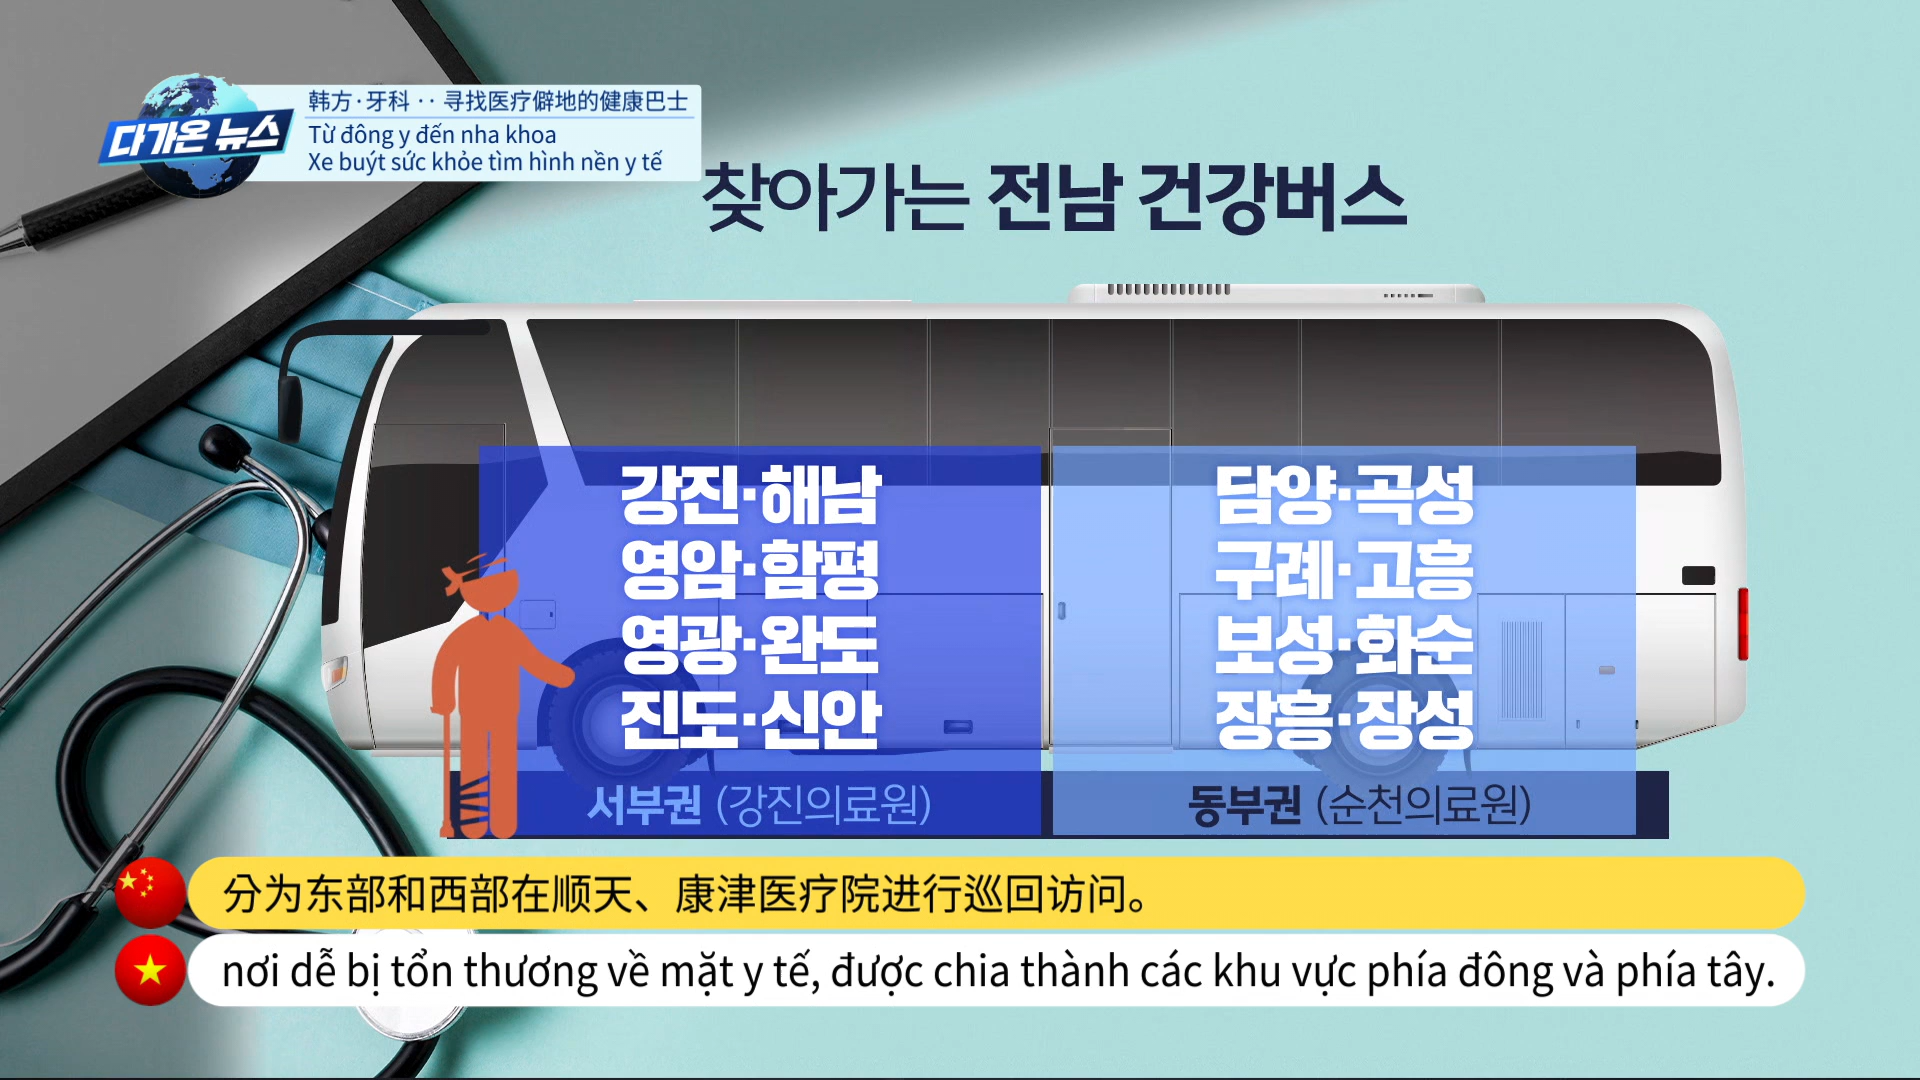 다가온 뉴스
韩方·牙科 ‥ 寻找医疗僻地的健康巴士
Từ đông y đến nha khoa
Xe buýt sức khỏe tìm hình nền y tế
찾아가는 전남 건강버스
강진·해남
영암·함평
영광·완도
진도·신안
서부권 (강진의료원)
담양·곡성
구례·고흥
보성·화순
장흥·장성
동부권 (순천의료원)
分为东部和西部在顺天、康津医疗院进行巡回访问。
nơi dễ bị tổn thương về mặt y tế, được chia thành các khu vực phía đông và phía tây.